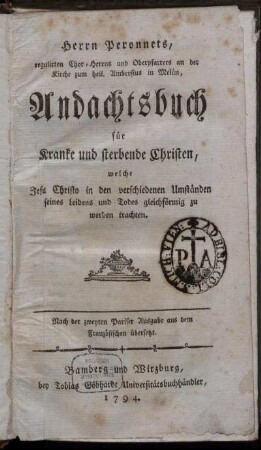 Herrn Peronnets,
regulirten Chor-Herrns und Oberpfarrers an der
Kirche zum heil. Ambrosius in Melün,
Andachtsbuch
für
Kranke und sterbende Christen,
welche
Jesu Christo in den verschiedenen Umständen
seines Leidens und Todes gleichförmig zu
werden trachten.
P A
Nach der zweyten Pariser Ausgabe aus dem
Französischen übersetzt.
Bamberg und Wirzburg,
bey Tobias Göbhardt Universitätsbuchhändler,
1794.